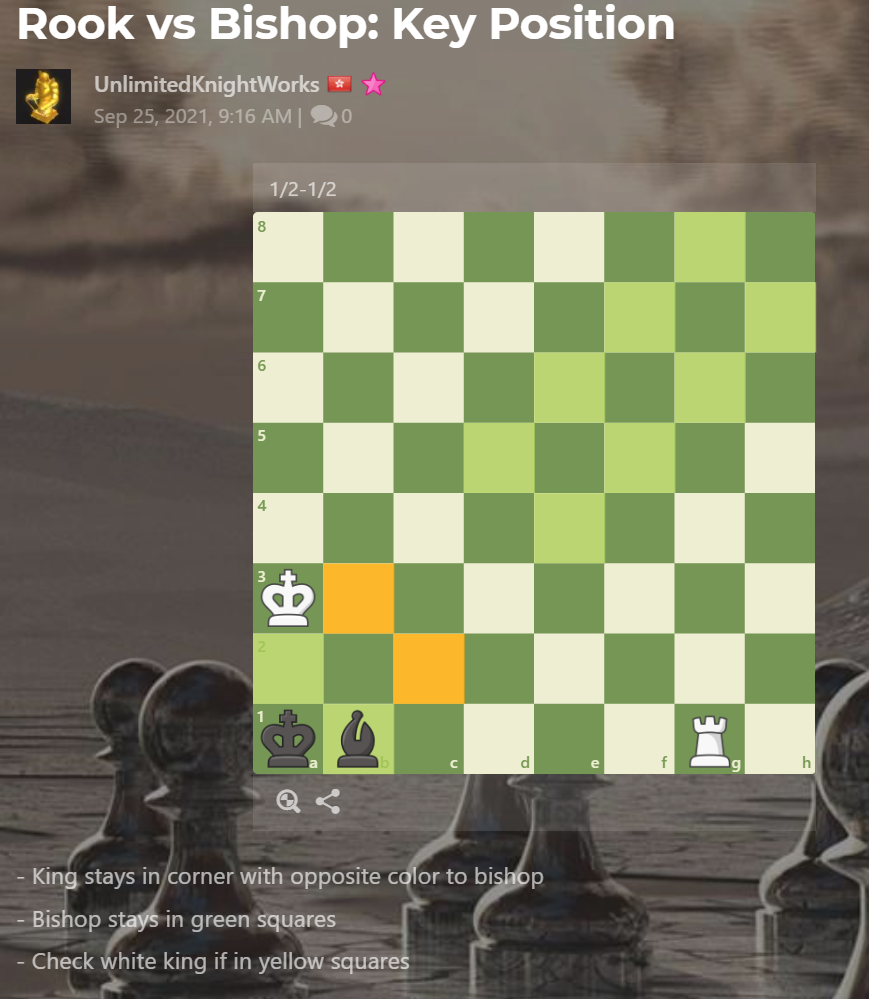 Rook vs Bishop: Key Position
UnlimitedKnightWorks
Sep 25, 2021, 9:16 AM | 0
1/2-1/2
8
7
6
5
4
3
2
1
a b c d e f g h
- King stays in corner with opposite color to bishop
- Bishop stays in green squares
- Check white king if in yellow squares